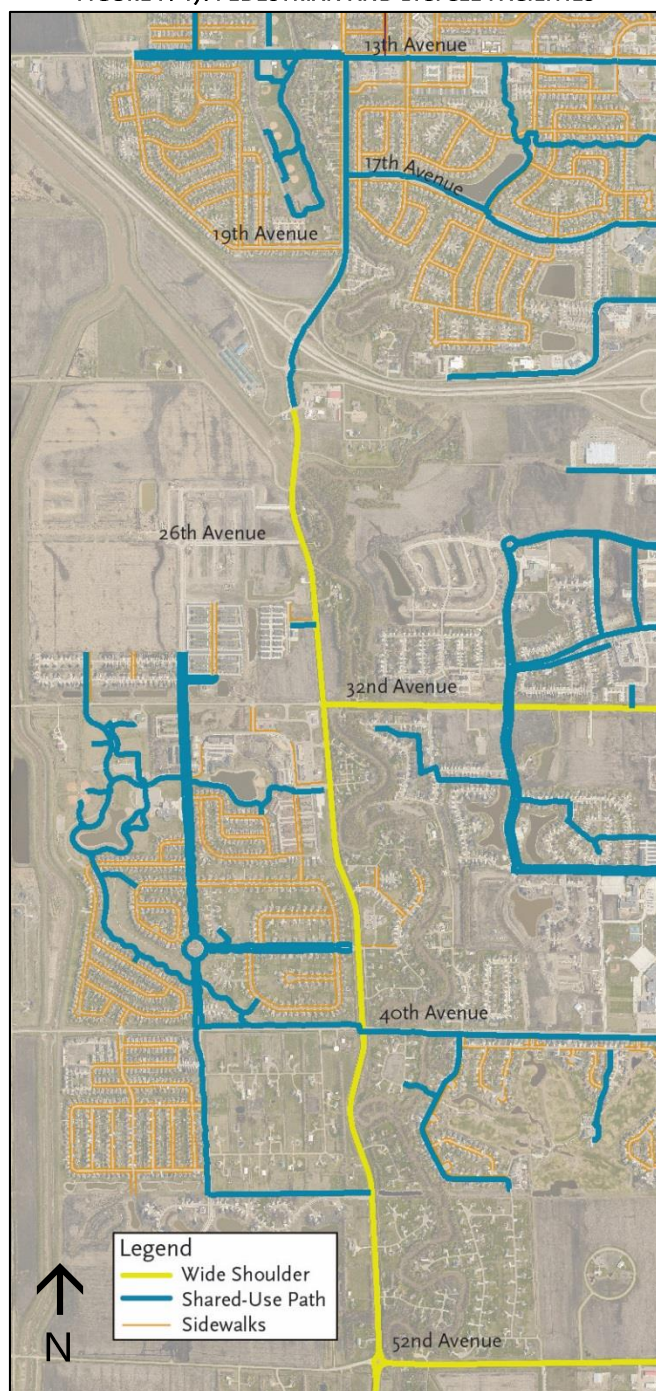 13th Avenue
17th Avenue
19th Avenue
26th Avenue
32nd Avenue
40th Avenue
Legend
Wide Shoulder
Shared-Use Path
Sidewalks
N
52nd Avenue